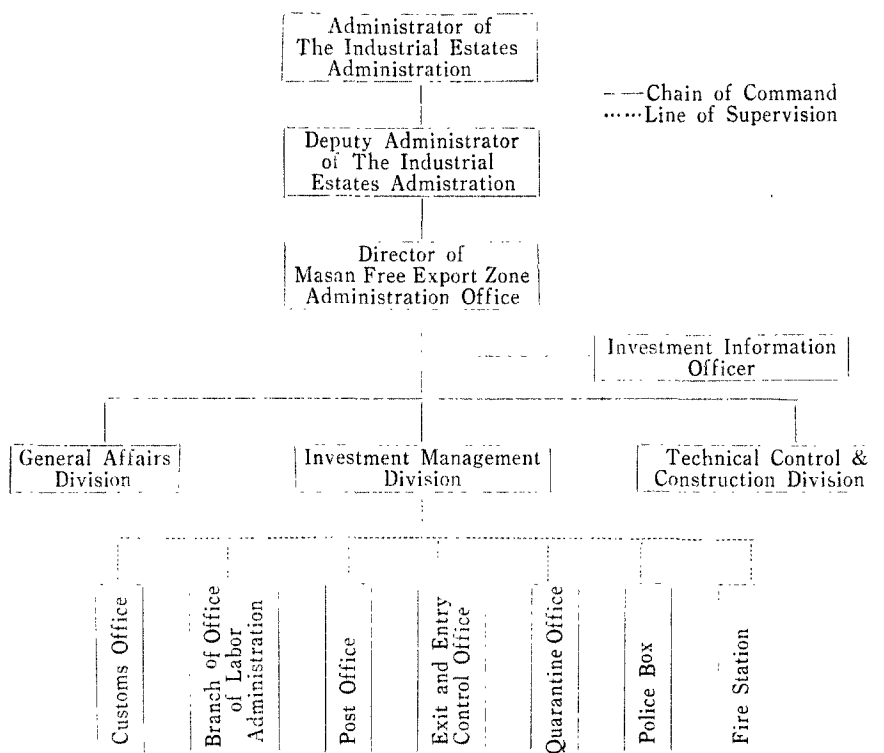 Administrator of
The Industrial Estates
Administration
— —Chain of Command
······Line of Supervision
Deputy Administrator
of The Industrial
Estates Admistration
Director of
Masan Free Export Zone
Administration Office
Investment Information
Officer
General Affairs
Division
Investment Management
Division
Technical Control &
Construction Division
Customs Office
Branch of Office
of Labor
Administration
Post Office
Exit and Entry
Control Office
Quarantine Office
Police Box
Fire Station